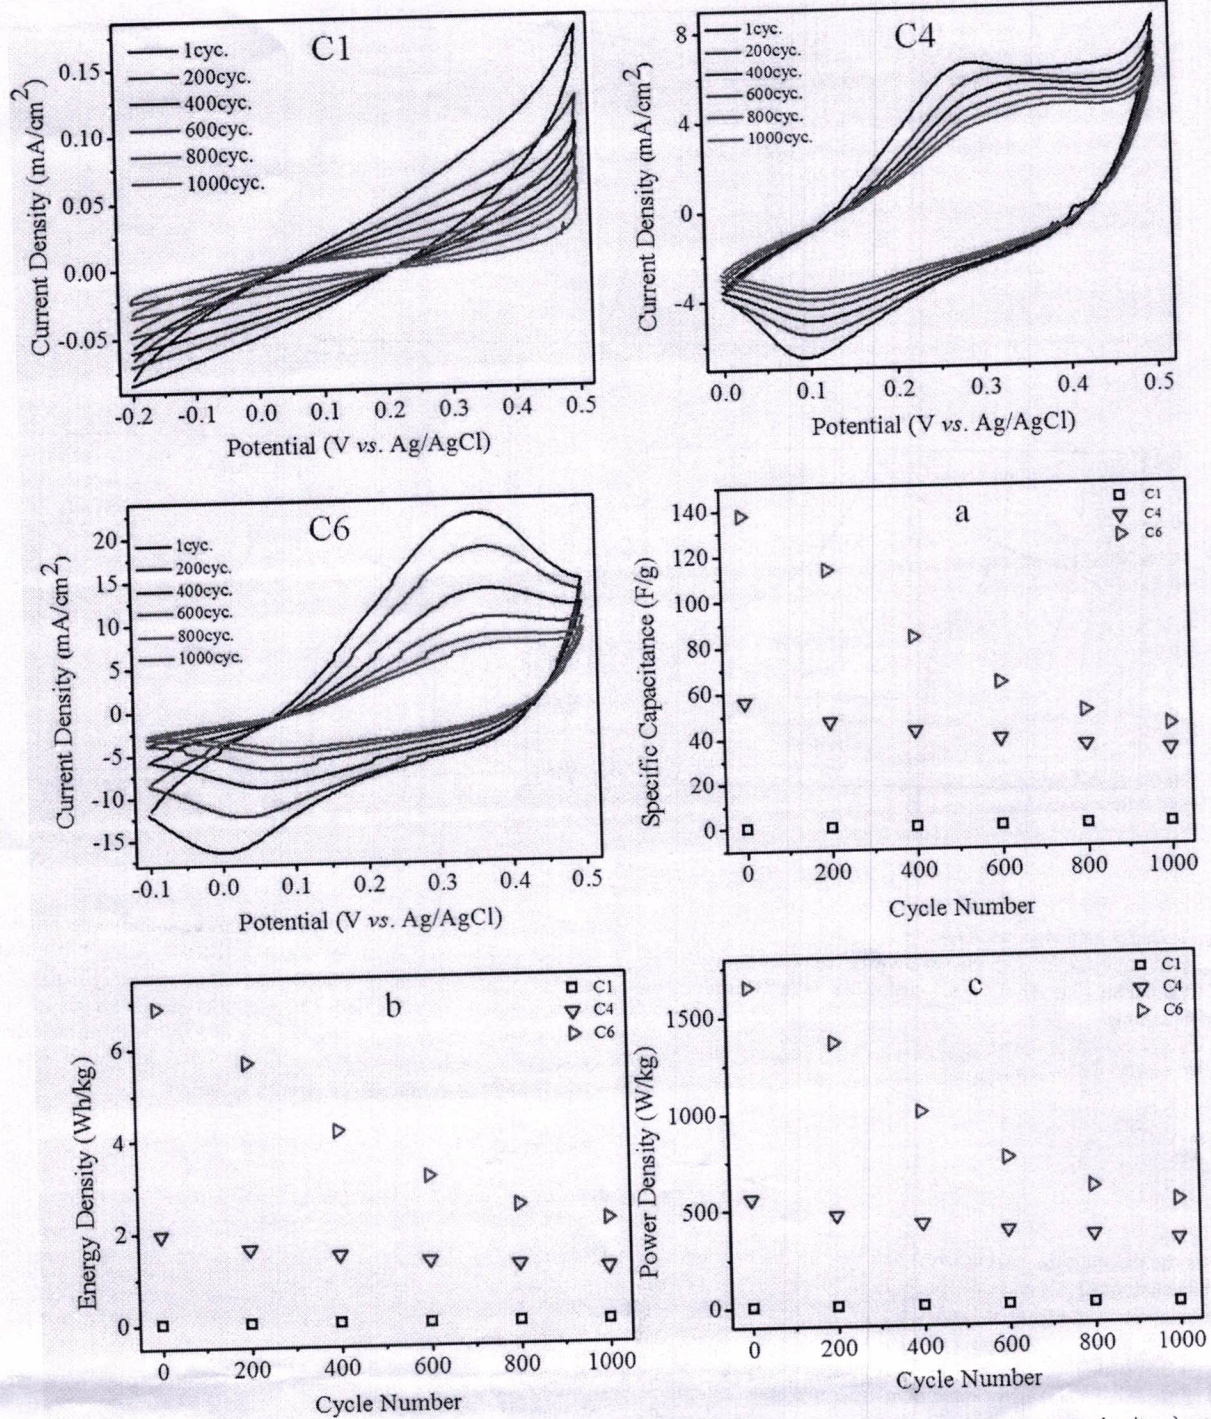 C1
1cyc.
200cyc.
400cyc.
600cyc.
800cyc.
1000cyc.
0.15
0.10
0.05
0.00
-0.05
-0.2 -0.1 0.0 0.1 0.2 0.3 0.4 0.5
Current Density (mA/cm2)
Potential (V vs. Ag/AgCl)
C4
1cyc.
200cyc.
400cyc.
600cyc.
800cyc.
1000cyc.
8
4
0
-4
0.0 0.1 0.2 0.3 0.4 0.5
Current Density (mA/cm2)
Potential (V vs. Ag/AgCl)
C6
1cyc.
200cyc.
400cyc.
600cyc.
800cyc.
1000cyc.
20
15
10
5
0
-5
-10
-15
-0.1 0.0 0.1 0.2 0.3 0.4 0.5
Current Density (mA/cm2)
Potential (V vs. Ag/AgCl)
a
C1
C4
C6
140
120
100
80
60
40
20
0
0 200 400 600 800 1000
Specific Capacitance (F/g)
Cycle Number
b
C1
C4
C6
6
4
2
0
0 200 400 600 800 1000
Energy Density (Wh/kg)
Cycle Number
c
C1
C4
C6
1500
1000
500
0
0 200 400 600 800 1000
Power Density (W/kg)
Cycle Number